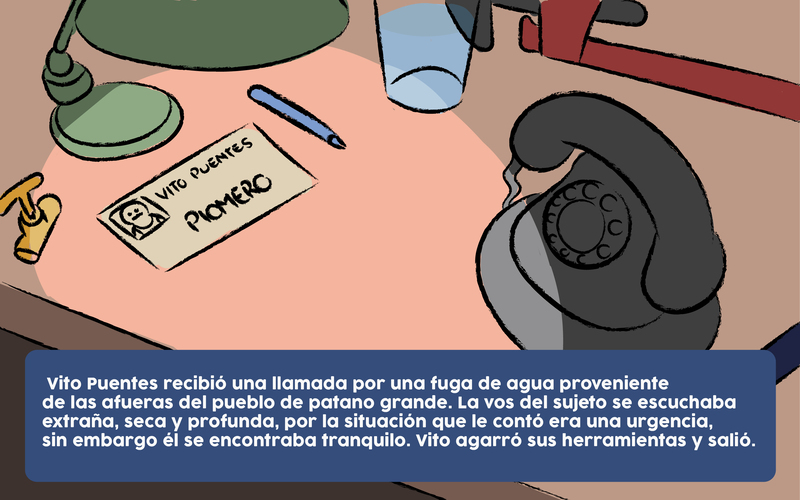 VITO PUENTES
PLOMERO
Vito Puentes recibió una llamada por una fuga de agua proveniente
de las afueras del pueblo de patano grande. La vos del sujeto se escuchaba
extraña, seca y profunda, por la situación que le contó era una urgencia,
sin embargo él se encontraba tranquilo. Vito agarró sus herramientas y salió.